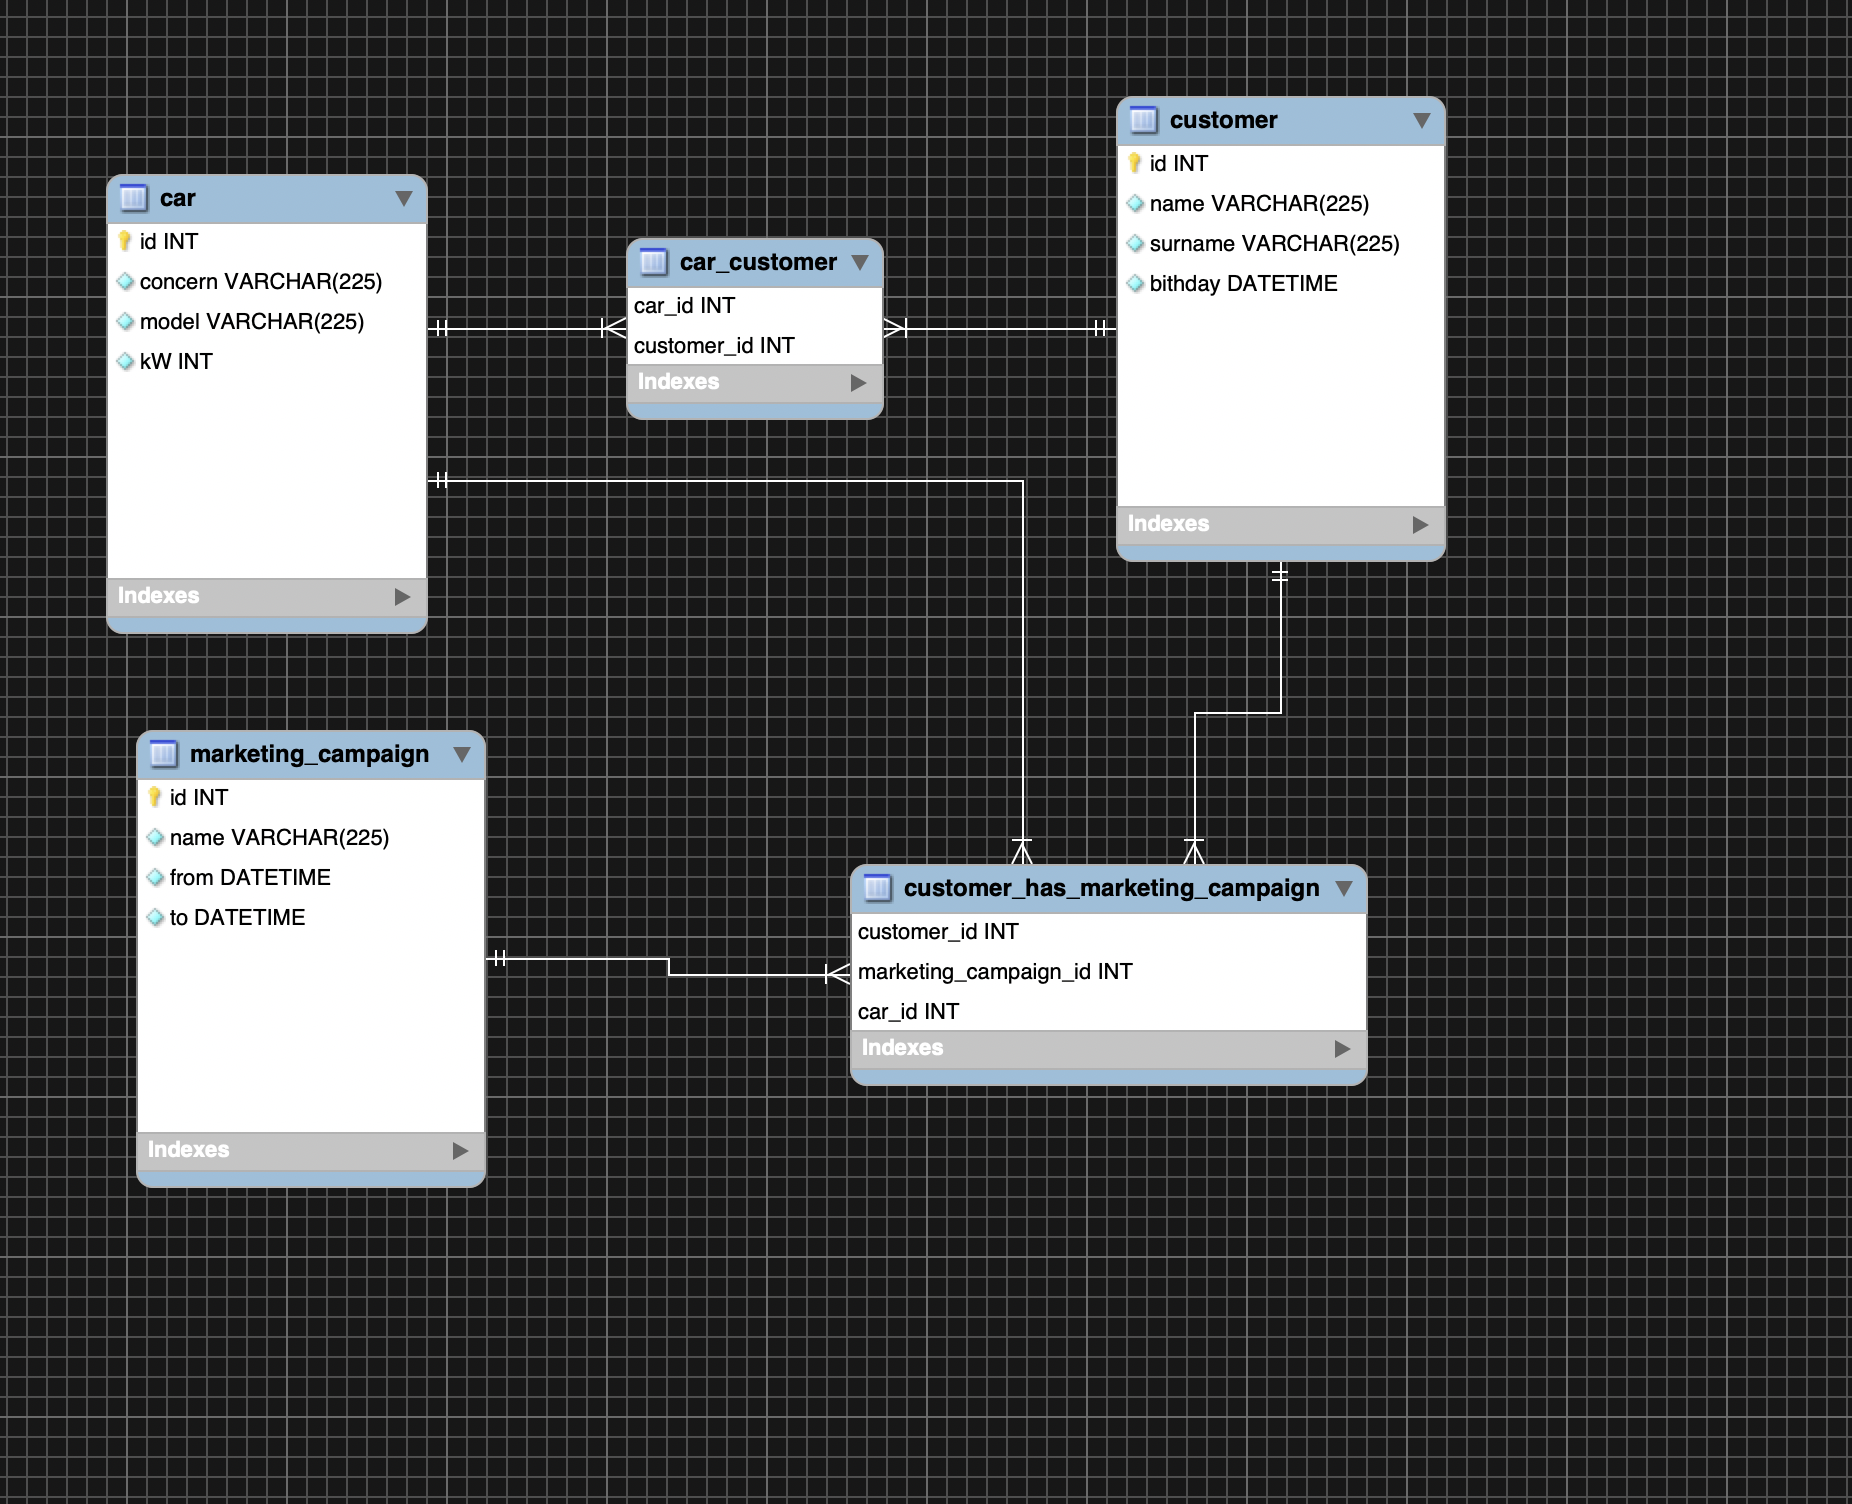 car
id INT
concern VARCHAR(225)
model VARCHAR(225)
kW INT
Indexes
car_customer
car_id INT
customer_id INT
Indexes
customer
id INT
name VARCHAR(225)
surname VARCHAR(225)
bithday DATETIME
Indexes
marketing_campaign
id INT
name VARCHAR(225)
from DATETIME
to DATETIME
Indexes
customer_has_marketing_campaign
customer_id INT
marketing_campaign_id INT
car_id INT
Indexes